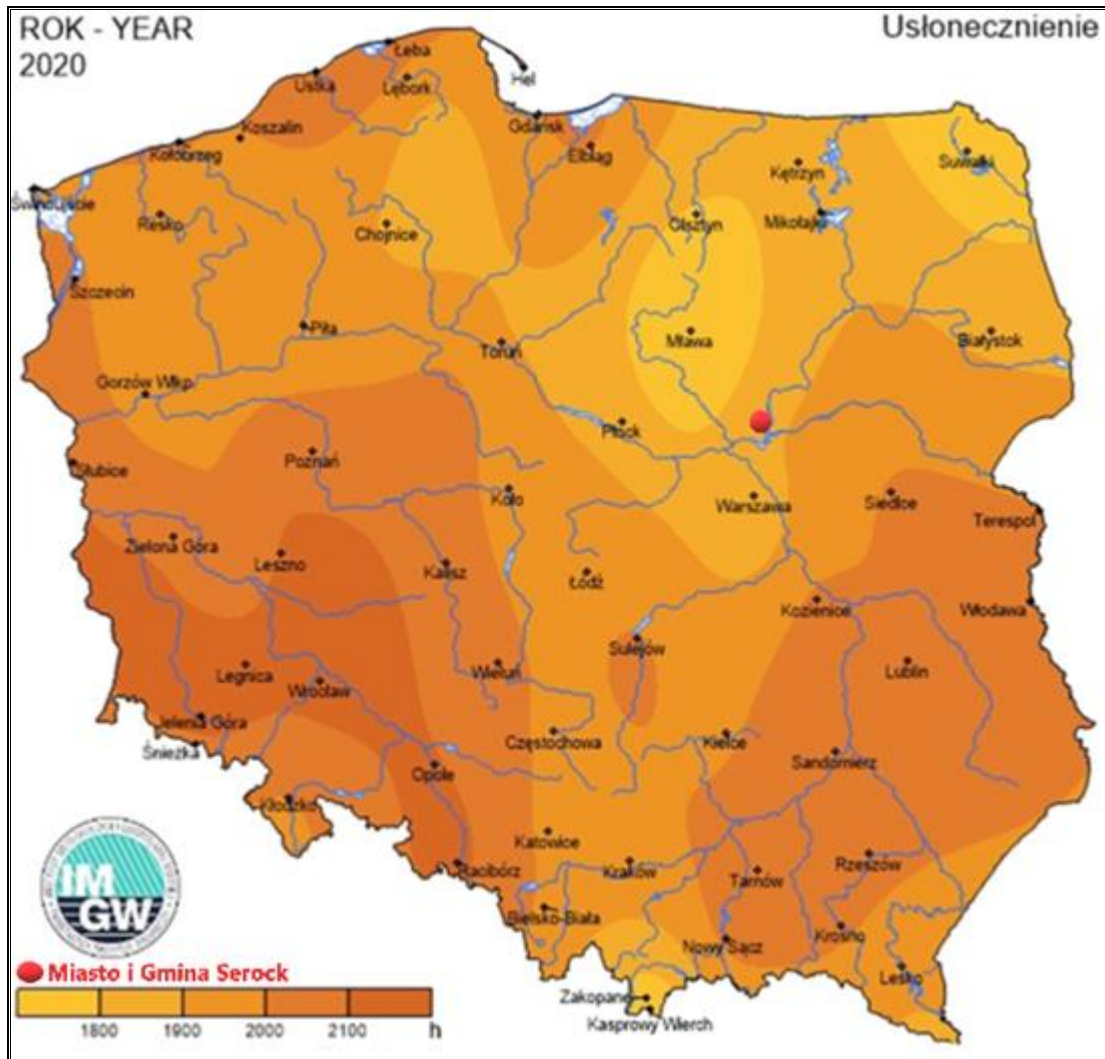 ROK - YEAR
2020
Usłonecznienie
Łeba
Hel
Ustka
Lębork
Gdańsk
Koszalin
Kołobrzeg
Elbląg
Suwałki
Kętrzyn
Świnoujście
Resko
Chojnice
Olsztyn
Mikołajki
Szczecin
Piła
Toruń
Mława
Białystok
Gorzów Wlkp
Płock
Słubice
Poznań
Koło
Warszawa
Siedlce
Terespol
Zielona Góra
Leszno
Kalisz
Łódź
Kozienice
Włodawa
Sulejów
Legnica
Wrocław
Wieluń
Lublin
Jelenia Góra
Śnieżka
Częstochowa
Kielce
Sandomierz
Opole
Kłodzko
Katowice
Kraków
Racibórz
Tarnów
Rzeszów
Bielsko-Biała
Nowy Sącz
Krosno
Lesko
Zakopane
Kasprowy Wierch
IM
GW
Miasto i Gmina Serock
1800 1900 2000 2100 h